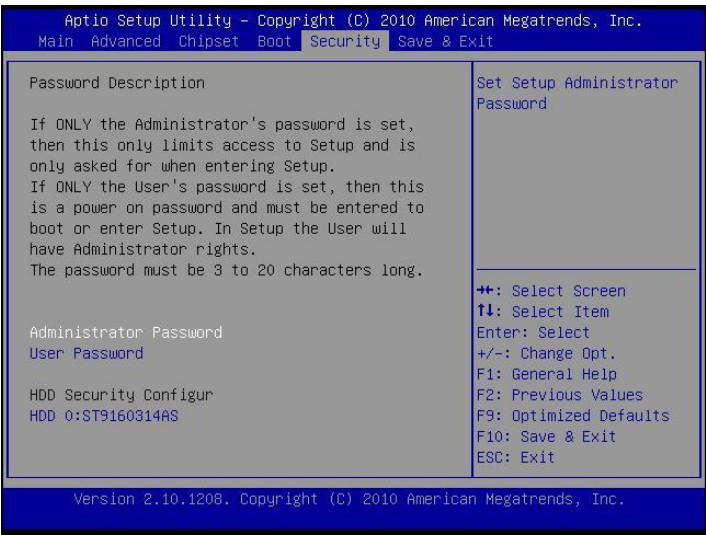 Aptio Setup Utility – Copyright (C) 2010 American Megatrends, Inc.
Main Advanced Chipset Boot Security Save & Exit
Password Description
If ONLY the Administrator's password is set,
then this only limits access to Setup and is
only asked for when entering Setup.
If ONLY the User's password is set, then this
is a power on password and must be entered to
boot or enter Setup. In Setup the User will
have Administrator rights.
The password must be 3 to 20 characters long.
Administrator Password
User Password
HDD Security Configur
HDD 0:ST9160314AS
Set Setup Administrator
Password
→←: Select Screen
↑↓: Select Item
Enter: Select
+/-: Change Opt.
F1: General Help
F2: Previous Values
F9: Optimized Defaults
F10: Save & Exit
ESC: Exit
Version 2.10.1208. Copyright (C) 2010 American Megatrends, Inc.